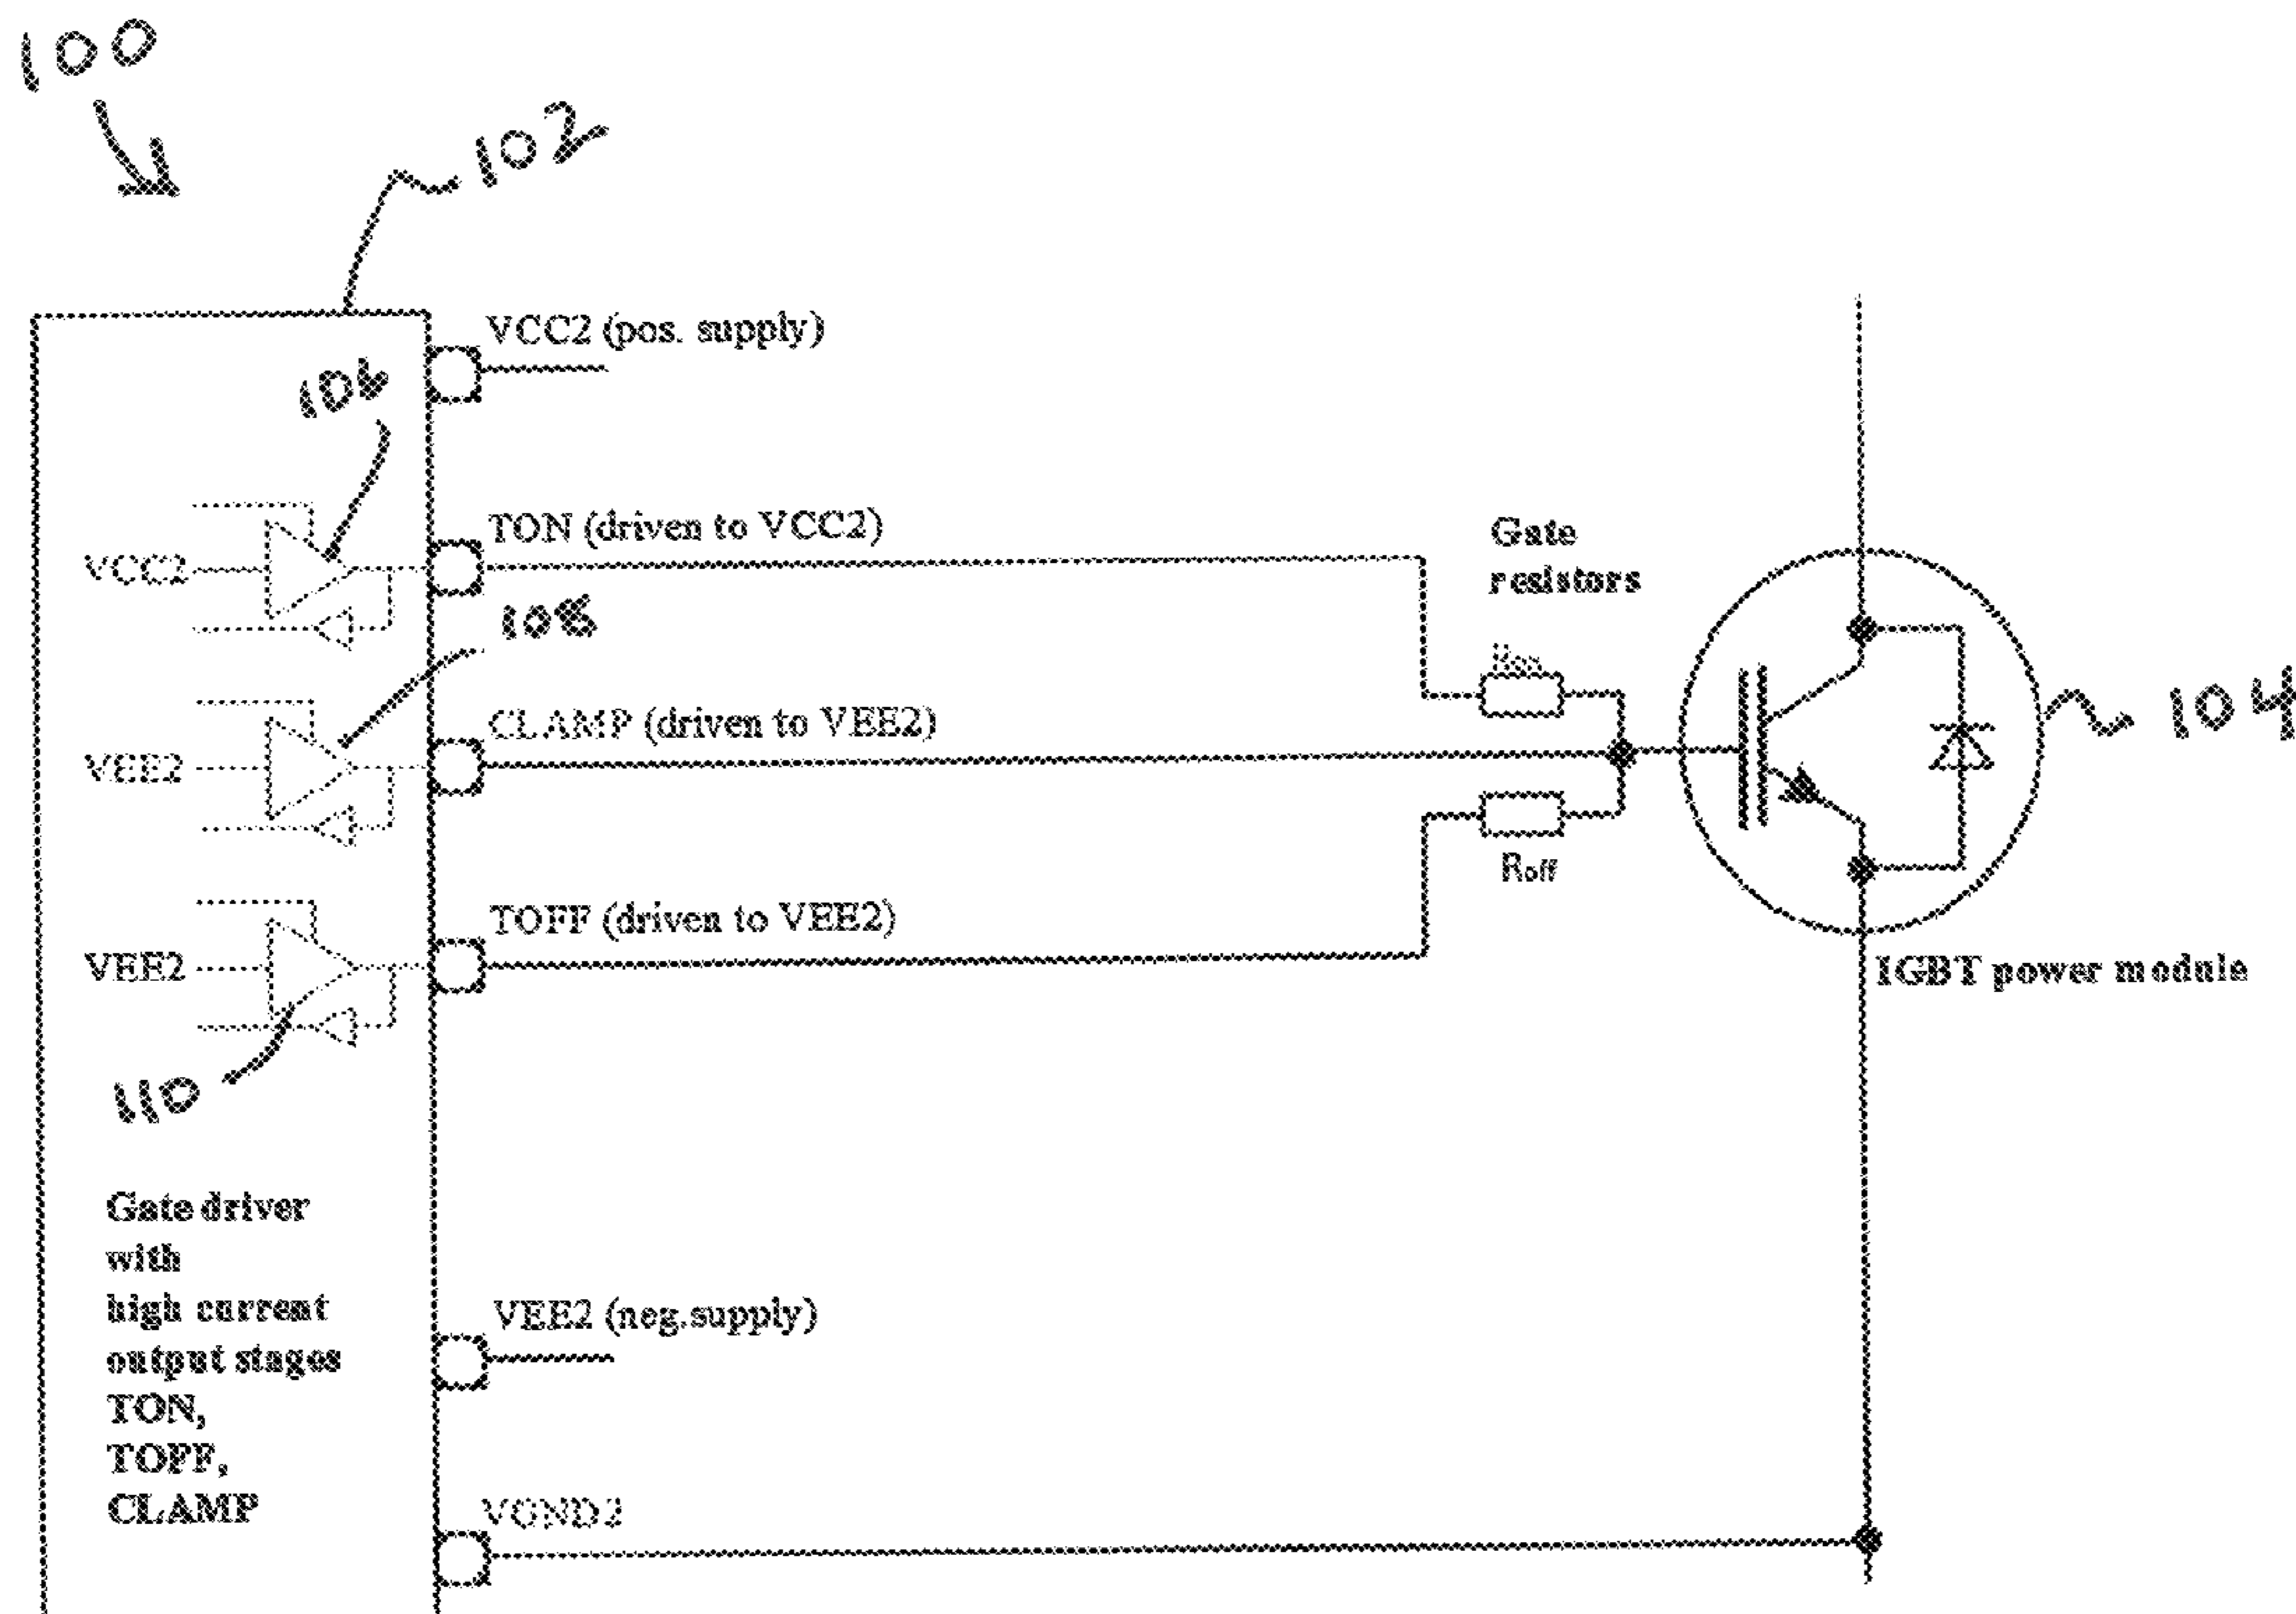 100
102
VCC2 (pos. supply)
106
TON (driven to VCC2)
VCC2
Gate
resistors
108
Ron
CLAMP (driven to VEE2)
VEE2
104
Roff
TOFF (driven to VEE2)
VEE2
IGBT power module
110
Gate driver
with
high current
output stages
TON,
TOFF,
CLAMP
VEE2 (neg.supply)
VGND2